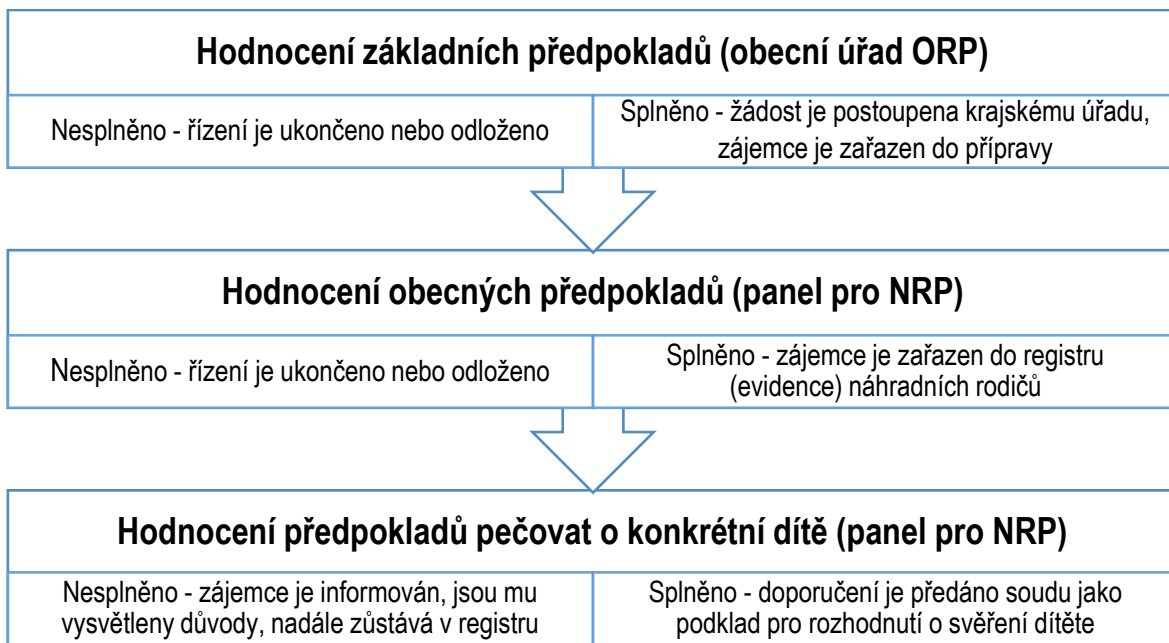 Hodnocení základních předpokladů (obecní úřad ORP)
Nesplněno - řízení je ukončeno nebo odloženo
Splněno - žádost je postoupena krajskému úřadu,
zájemce je zařazen do přípravy
Hodnocení obecných předpokladů (panel pro NRP)
Nesplněno - řízení je ukončeno nebo odloženo
Splněno - zájemce je zařazen do registru
(evidence) náhradních rodičů
Hodnocení předpokladů pečovat o konkrétní dítě (panel pro NRP)
Nesplněno - zájemce je informován, jsou mu
vysvětleny důvody, nadále zůstává v registru
Splněno - doporučení je předáno soudu jako
podklad pro rozhodnutí o svěření dítěte